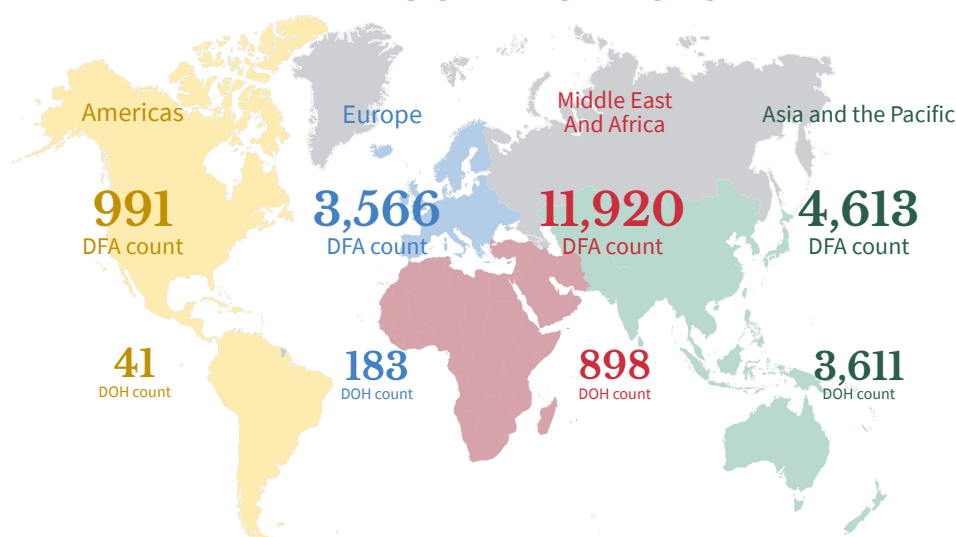 Americas
991
DFA count
41
DOH count
Europe
3,566
DFA count
183
DOH count
Middle East
And Africa
11,920
DFA count
898
DOH count
Asia and the Pacific
4,613
DFA count
3,611
DOH count